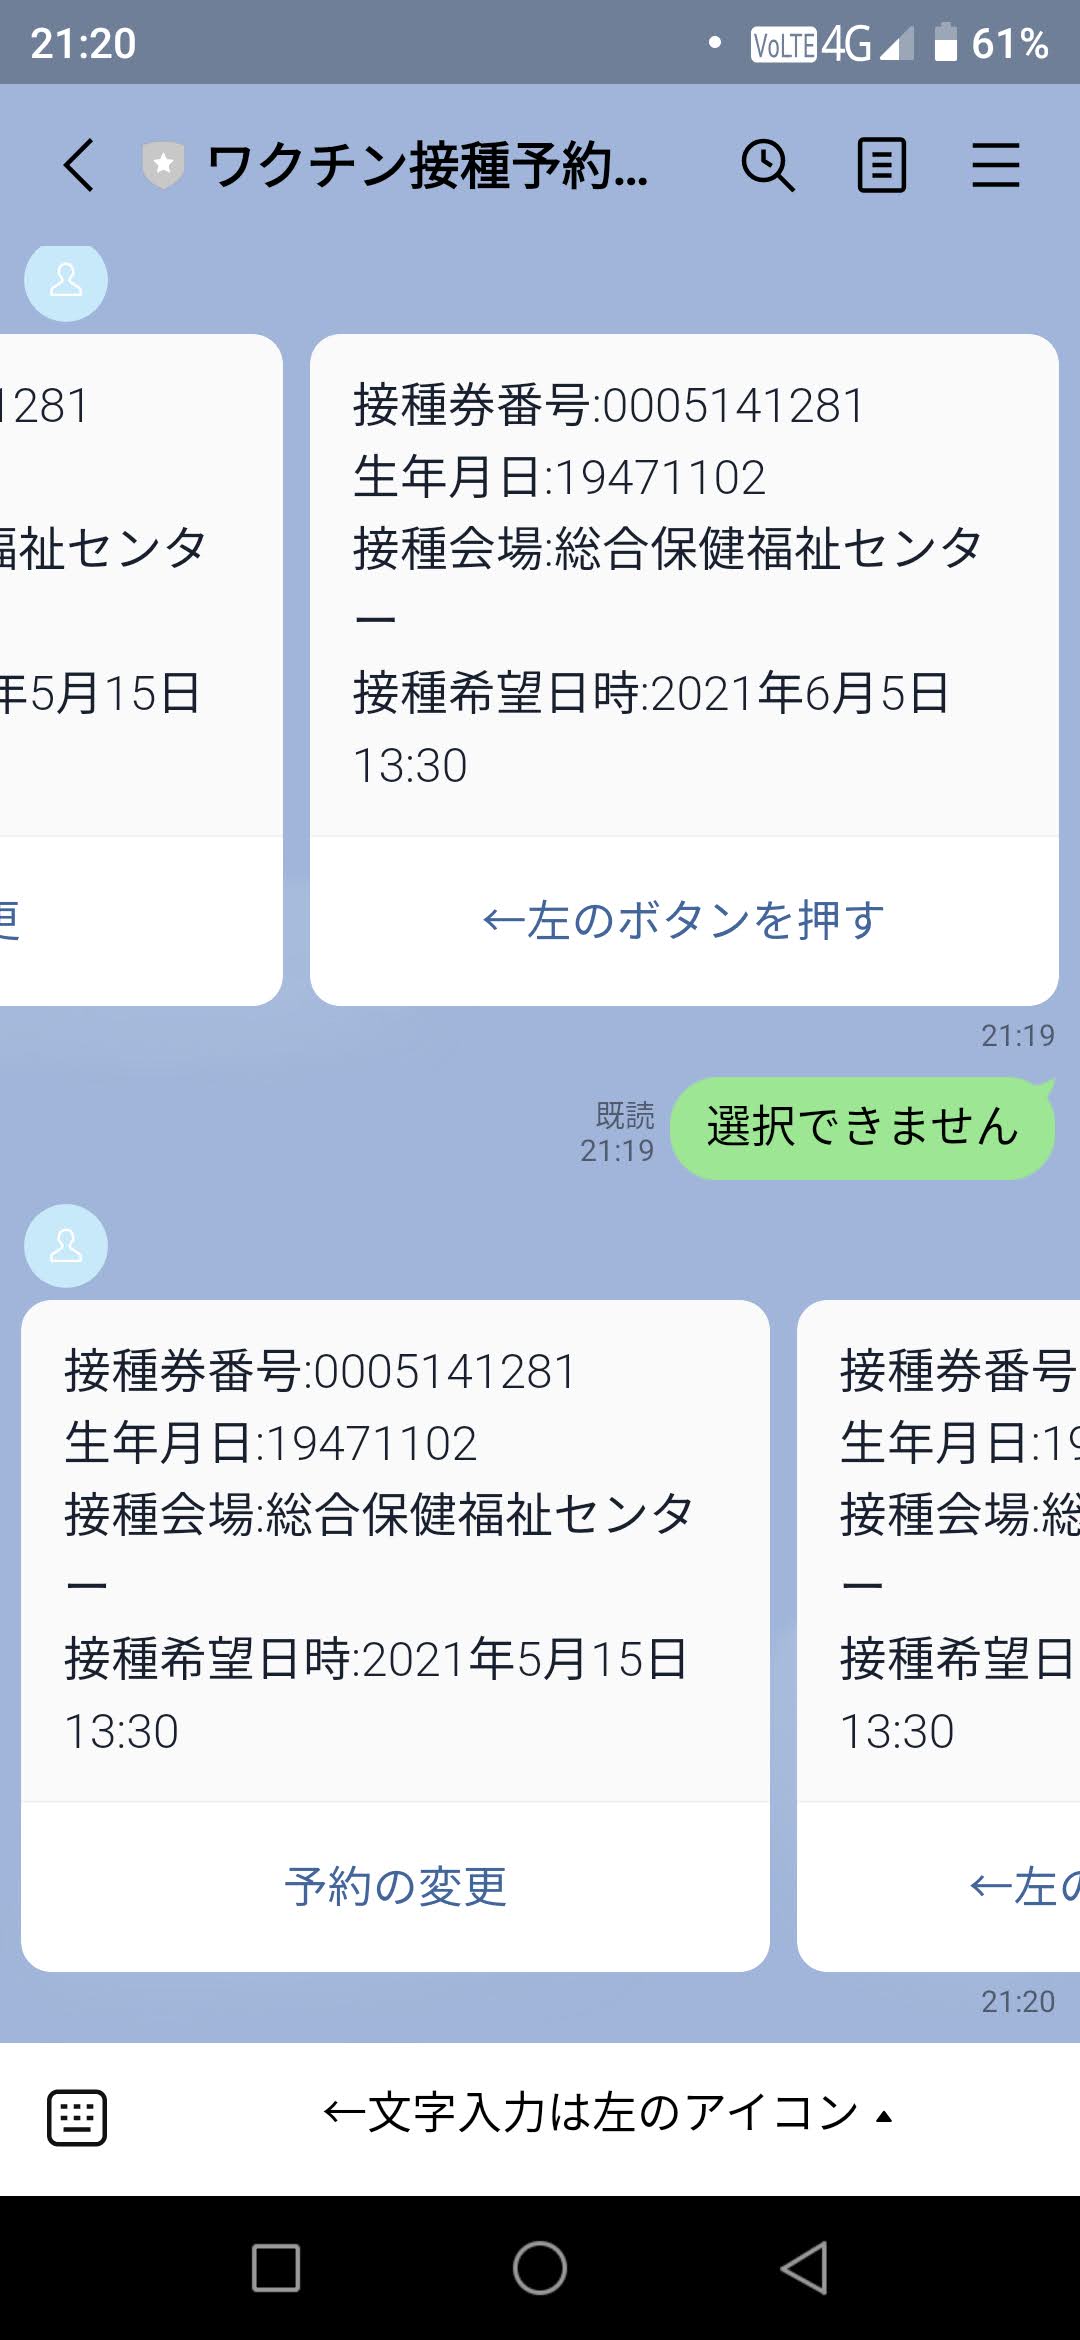 21:20
VoLTE 4G 61%
ワクチン接種予約...
1281
福祉センタ
年5月15日
更
接種券番号:0005141281
生年月日:19471102
接種会場:総合保健福祉センタ
ー
接種希望日時:2021年6月5日
13:30
←左のボタンを押す
21:19
既読
21:19
選択できません
接種券番号:0005141281
生年月日:19471102
接種会場:総合保健福祉センタ
ー
接種希望日時:2021年5月15日
13:30
予約の変更
接種券番号
生年月日:19
接種会場:総
ー
接種希望日
13:30
←左の
21:20
←文字入力は左のアイコン